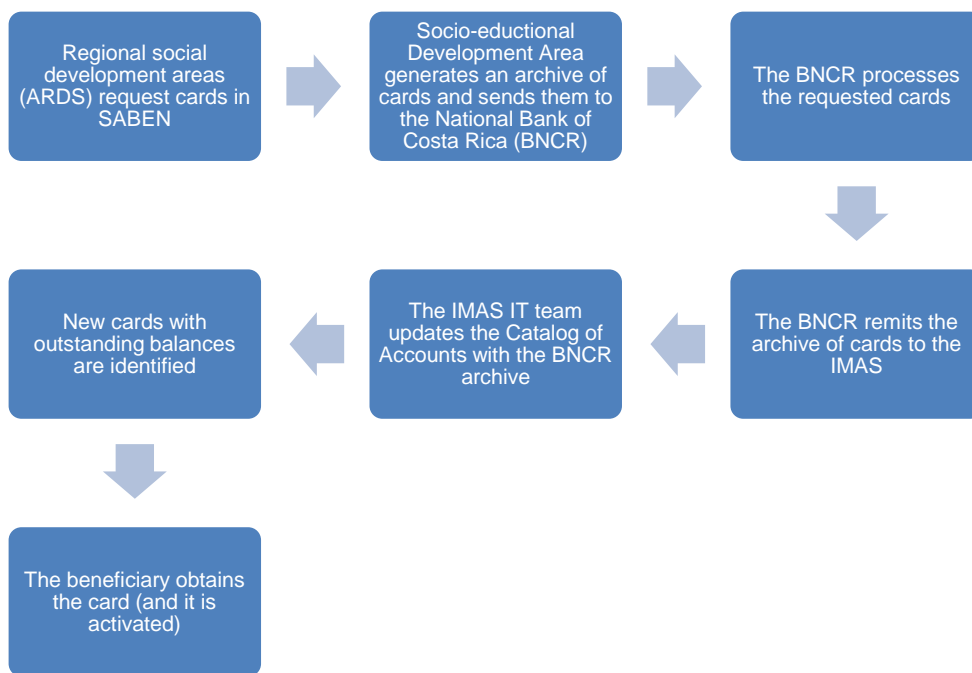 Regional social
development areas
(ARDS) request cards in
SABEN
Socio-eductional
Development Area
generates an archive of
cards and sends them to
the National Bank of
Costa Rica (BNCR)
The BNCR processes
the requested cards
The BNCR remits the
archive of cards to the
IMAS
The IMAS IT team
updates the Catalog of
Accounts with the BNCR
archive
New cards with
outstanding balances
are identified
The beneficiary obtains
the card (and it is
activated)